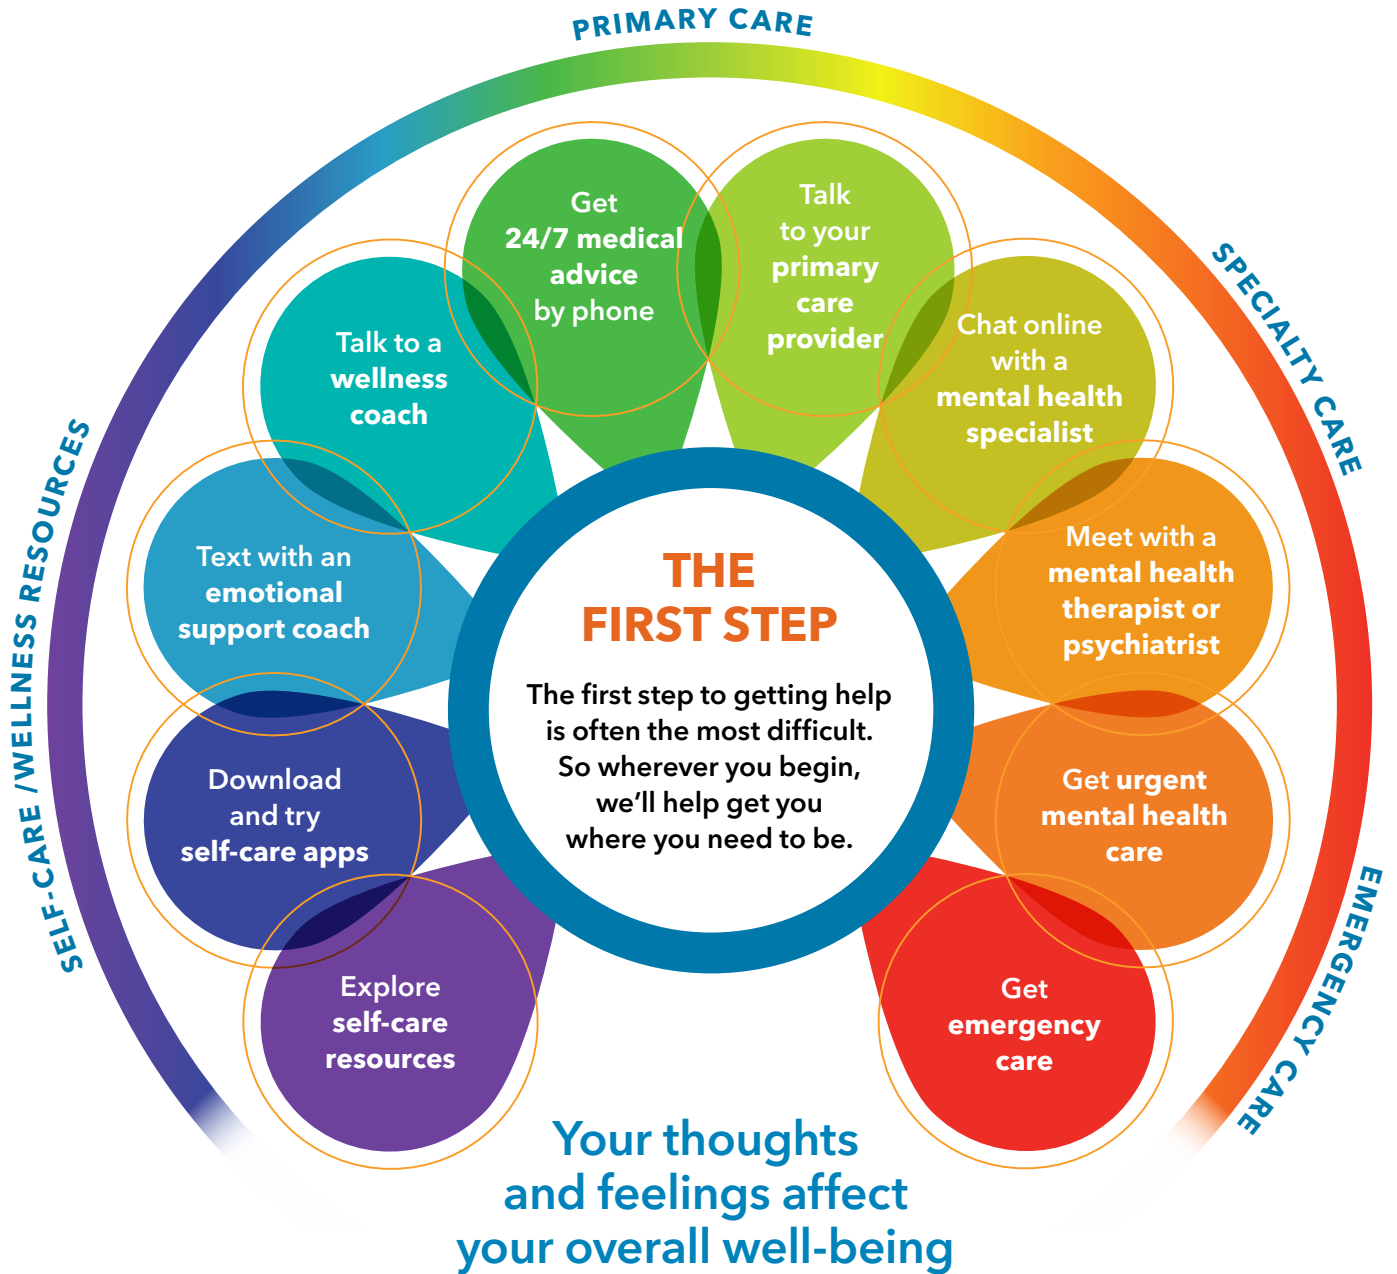 PRIMARY CARE
SPECIALTY CARE
EMERGENCY CARE
SELF-CARE /WELLNESS RESOURCES
Explore
self-care
resources
Download
and try
self-care apps
Text with an
emotional
support coach
Talk to a
wellness
coach
Get
24/7 medical
advice
by phone
Talk
to your
primary
care
provider
Chat online
with a
mental health
specialist
Meet with a
mental health
therapist or
psychiatrist
Get urgent
mental health
care
Get
emergency
care
THE
FIRST STEP
The first step to getting help
is often the most difficult.
So wherever you begin,
we’ll help get you
where you need to be.
Your thoughts
and feelings affect
your overall well-being